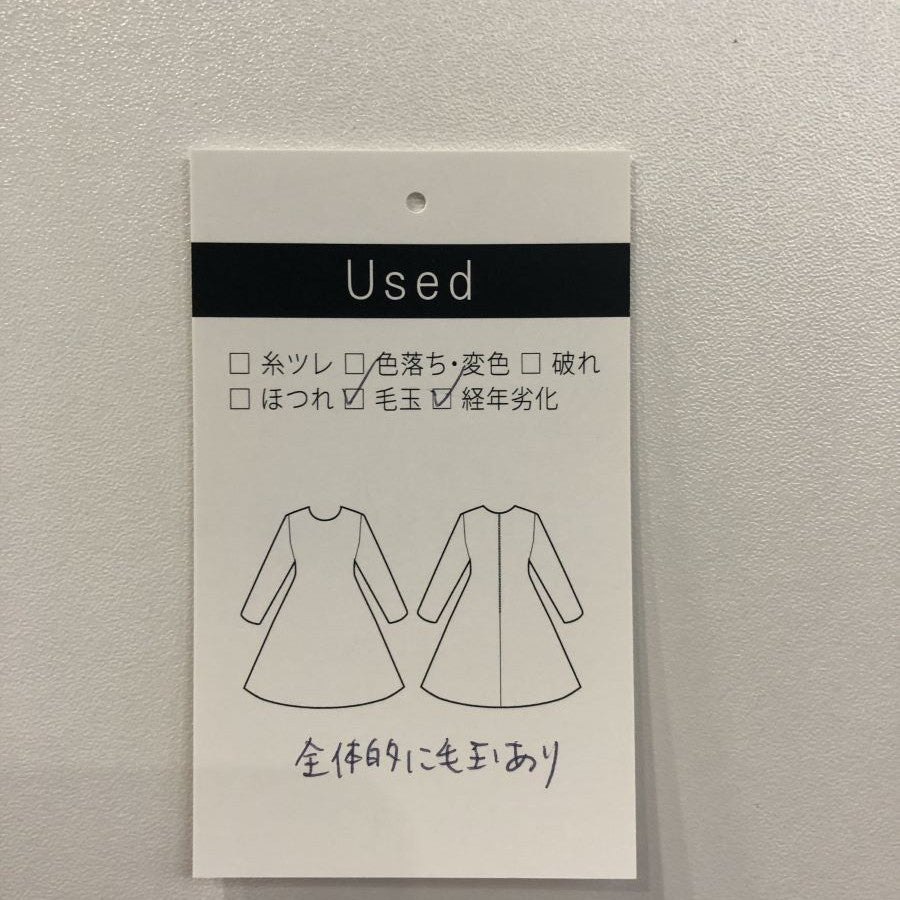 Used
□ 糸ツレ □ 色落ち・変色 □ 破れ
□ ほつれ ☑ 毛玉 ☑ 経年劣化
全体的に毛玉あり